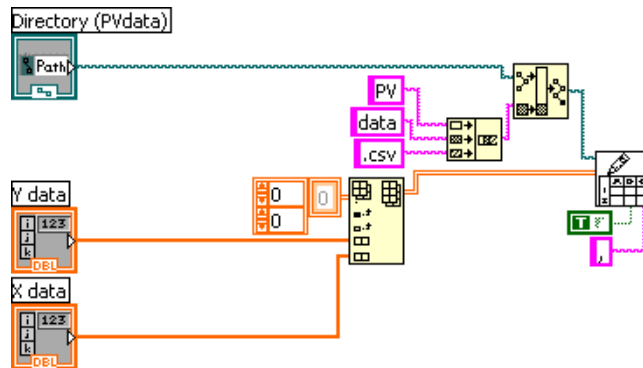 Directory (PVdata)
Path
PV
data
.csv
0
0
0
Y data
i
j
k
123
DBL
T
,
X data
i
j
k
123
DBL